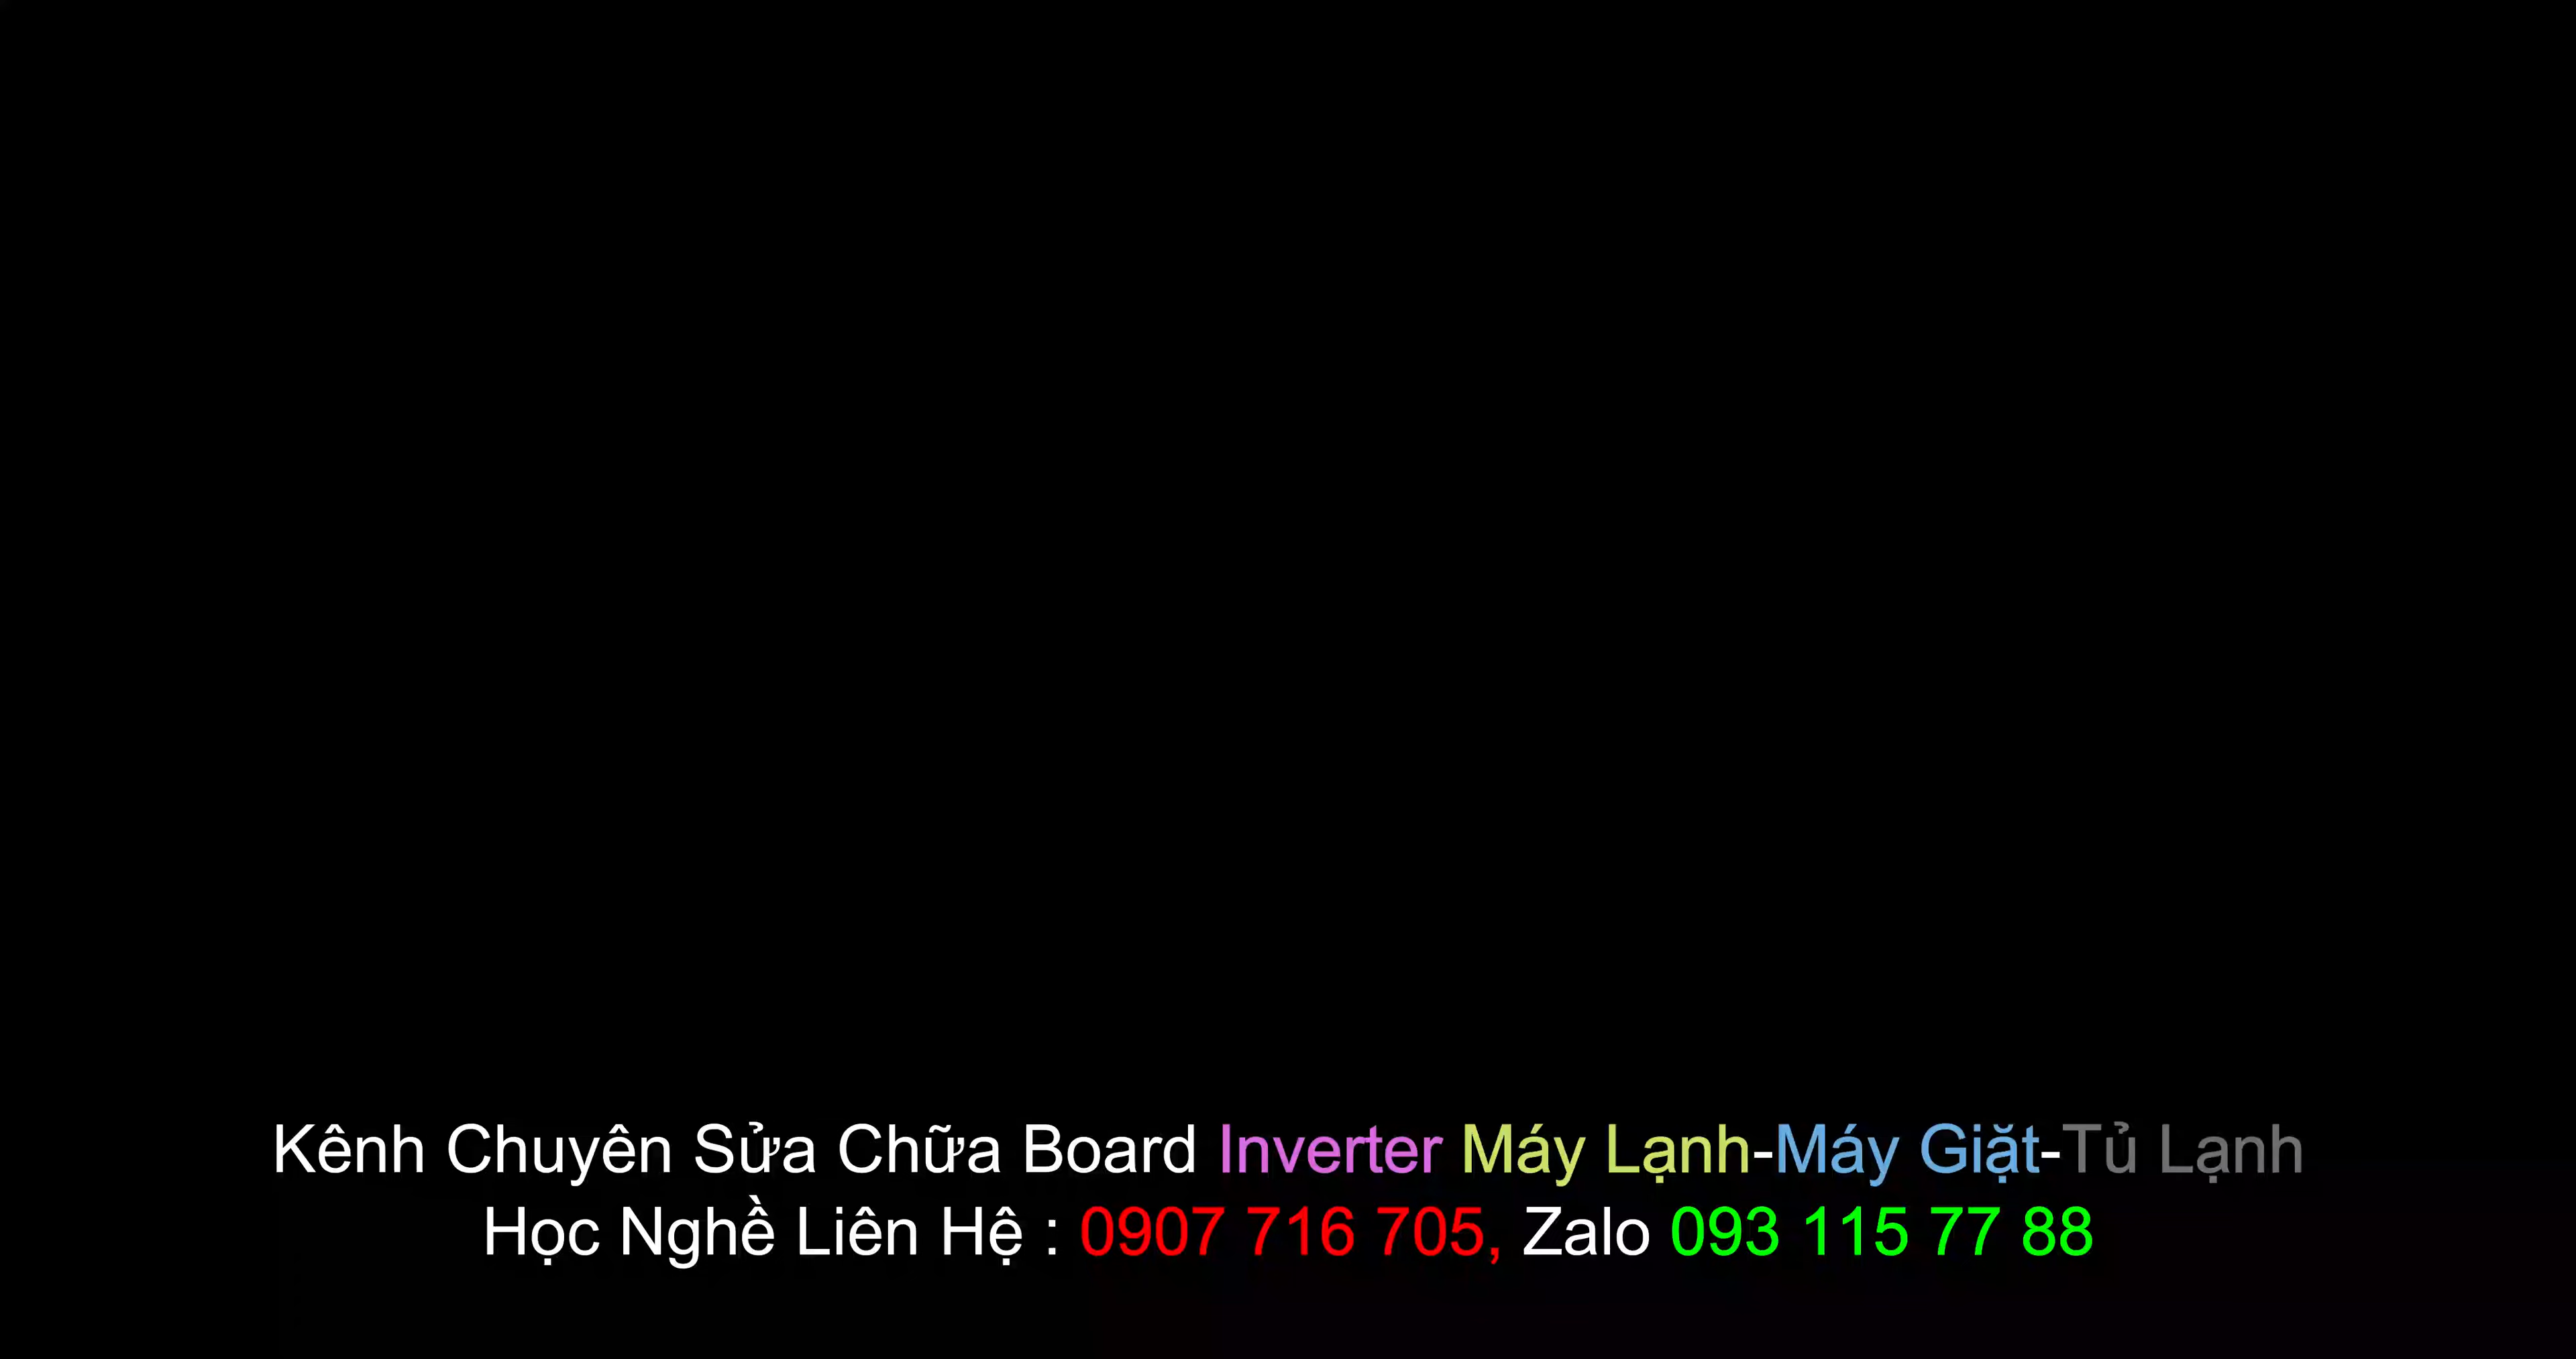 Kênh Chuyên Sửa Chữa Board Inverter Máy Lạnh-Máy Giặt-Tủ Lạnh
Học Nghề Liên Hệ : 0907 716 705, Zalo 093 115 77 88